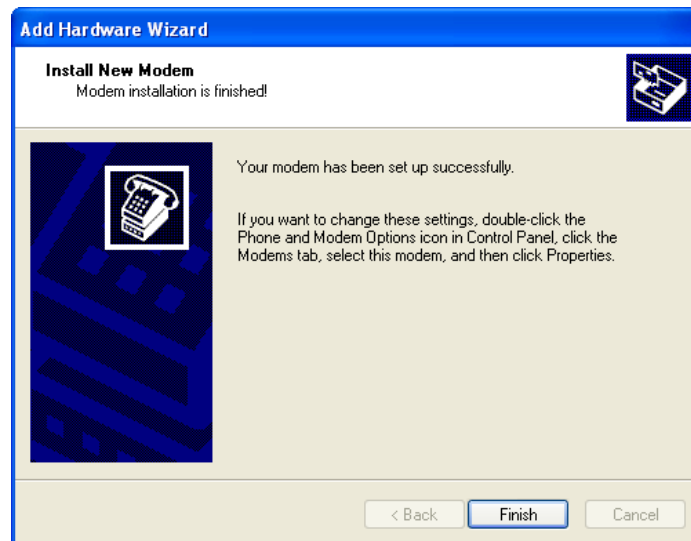 Add Hardware Wizard
Install New Modem
Modem installation is finished!
Your modem has been set up successfully.
If you want to change these settings, double-click the
Phone and Modem Options icon in Control Panel, click the
Modems tab, select this modem, and then click Properties.
< Back Finish Cancel